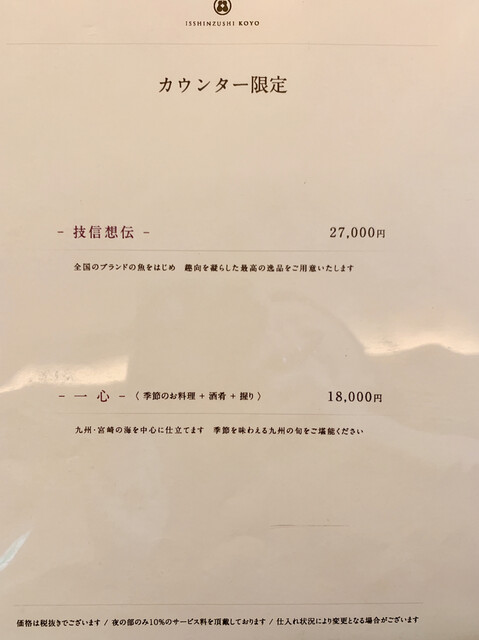 ISSHINZUSHI KOYO
カウンター限定
- 技信想伝 - 27,000円
全国のブランドの魚をはじめ 趣向を凝らした最高の逸品をご用意いたします
- 一 心 - ( 季節のお料理 + 酒肴 + 握り ) 18,000円
九州・宮崎の海を中心に仕立てます 季節を味わえる九州の旬をご堪能ください
価格は税抜きでございます / 夜の部のみ10%のサービス料を頂戴しております / 仕入れ状況により変更となる場合がございます